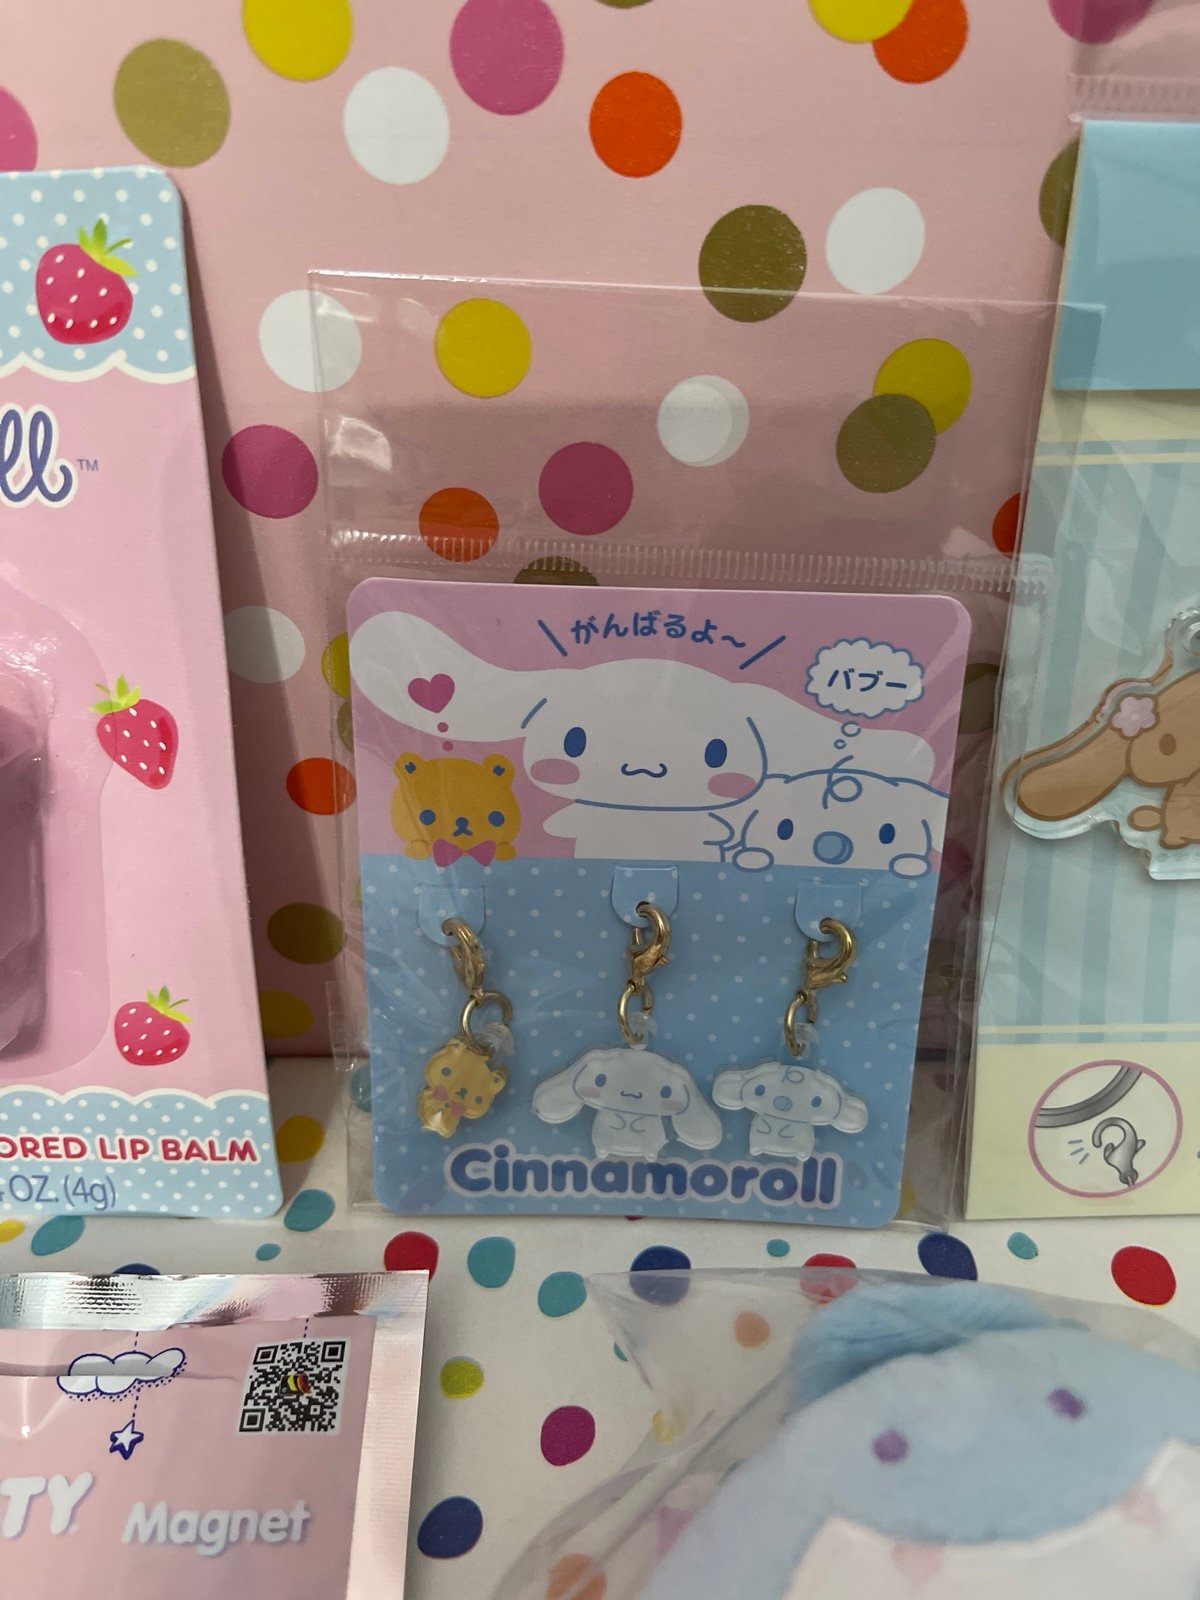 ll™
ORED LIP BALM
OZ. (4g)
がんばるよ〜
バブー
Cinnamoroll
TY
Magnet